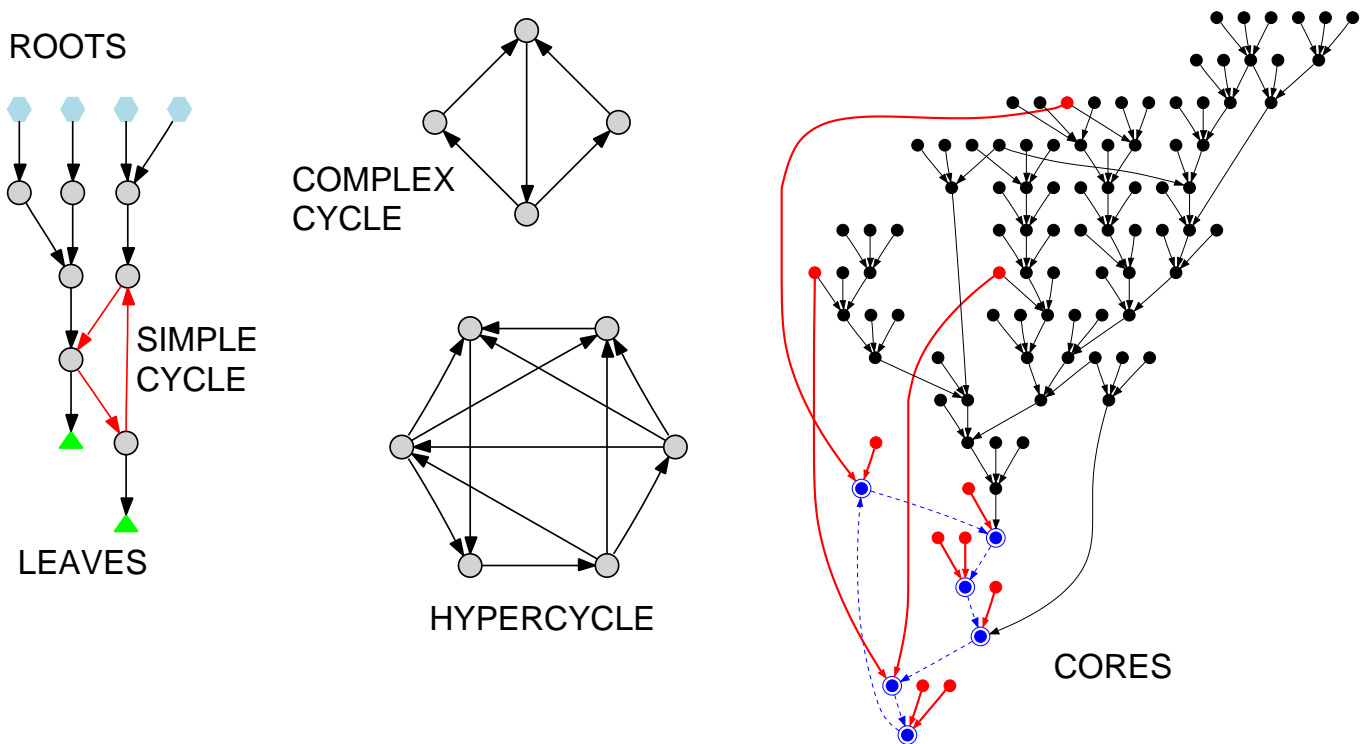 ROOTS
SIMPLE
CYCLE
LEAVES
COMPLEX
CYCLE
HYPERCYCLE
CORES